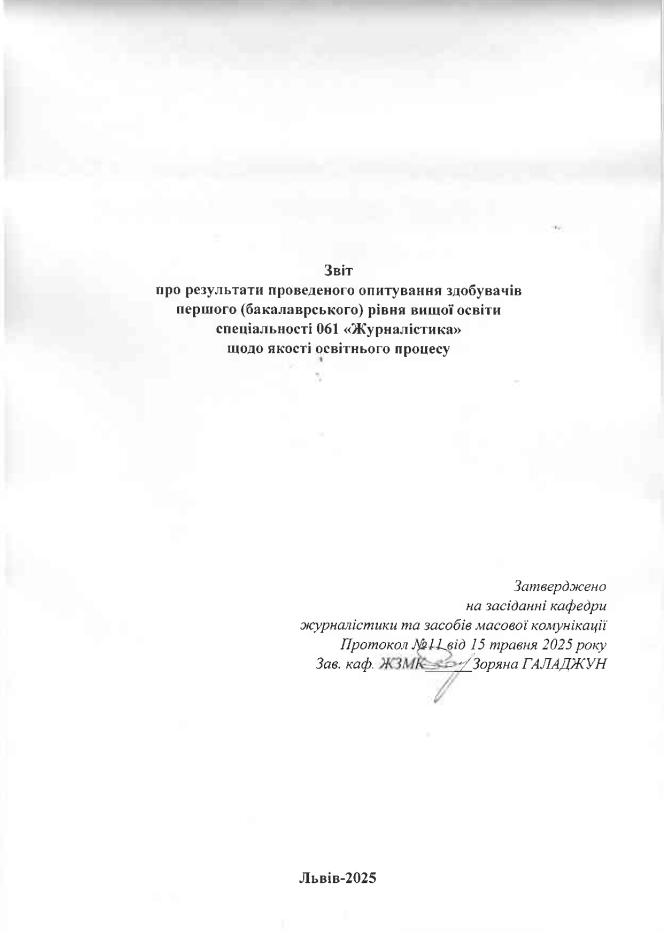 Звіт
про результати проведеного опитування здобувачів
першого (бакалаврського) рівня вищої освіти
спеціальності 061 «Журналістика»
щодо якості освітнього процесу
Затверджено
на засіданні кафедри
журналістики та засобів масової комунікації
Протокол №11 від 15 травня 2025 року
Зав. каф. ЖЗМК______Зоряна ГАЛАДЖУН
Львів-2025